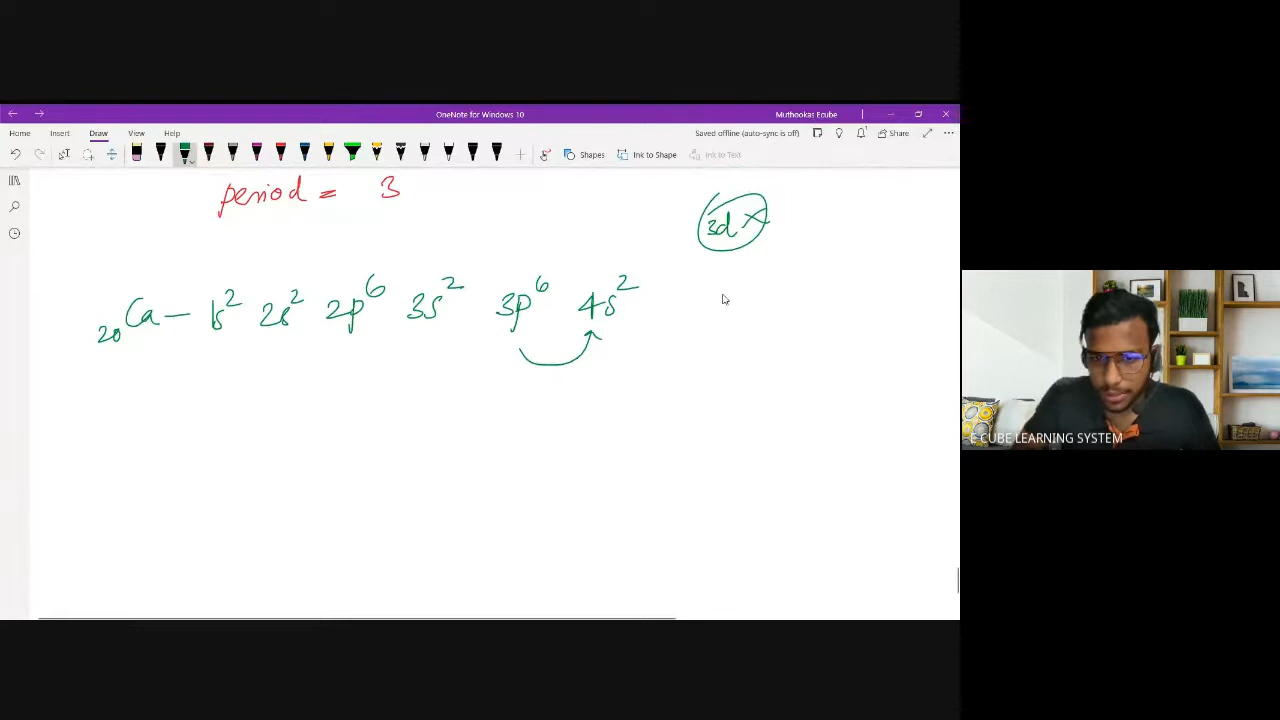 OneNote for Windows 10
Muthookas Ecube
Home Insert Draw View Help
Saved offline (auto-sync is off)
Share
Shapes
Ink to Shape
Ink to Text
period = 3
3d X
20Ca – 1s² 2s² 2p⁶ 3s² 3p⁶ 4s²
E CUBE LEARNING SYSTEM